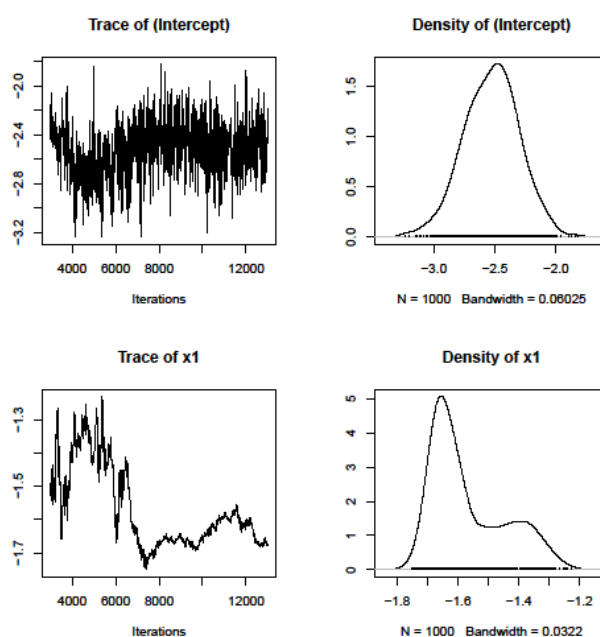 Trace of (Intercept)
Density of (Intercept)
−2.0
−2.4
−2.8
−3.2
4000 6000 8000 12000
Iterations
1.5
1.0
0.5
0.0
−3.0 −2.5 −2.0
N = 1000 Bandwidth = 0.06025
Trace of x1
Density of x1
−1.3
−1.5
−1.7
4000 6000 8000 12000
Iterations
5
4
3
2
1
0
−1.8 −1.6 −1.4 −1.2
N = 1000 Bandwidth = 0.0322